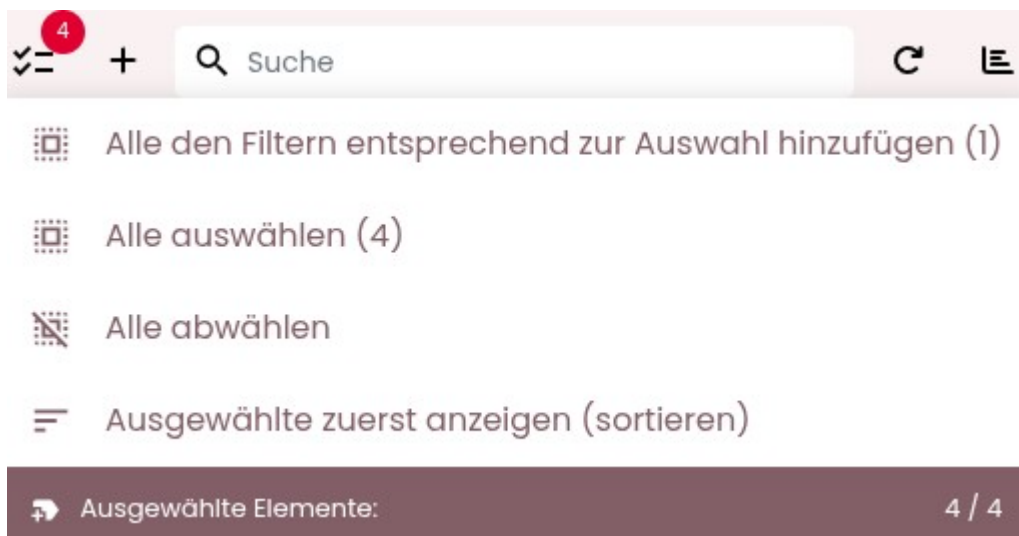 4
Suche
Alle den Filtern entsprechend zur Auswahl hinzufügen (1)
Alle auswählen (4)
Alle abwählen
Ausgewählte zuerst anzeigen (sortieren)
Ausgewählte Elemente: 4 / 4